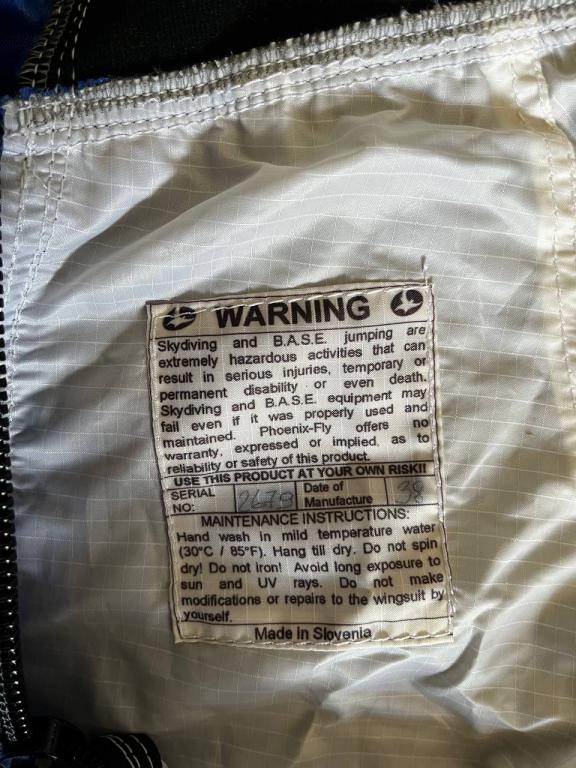 WARNING
Skydiving and B.A.S.E. jumping are
extremely hazardous activities that can
result in serious injuries, temporary or
permanent disability or even death.
Skydiving and B.A.S.E. equipment may
fail even if it was properly used and
maintained. Phoenix-Fly offers no
warranty, expressed or implied, as to
reliability or safety of this product.
USE THIS PRODUCT AT YOUR OWN RISK!!
SERIAL NO:
Date of Manufacture
MAINTENANCE INSTRUCTIONS:
Hand wash in mild temperature water
(30°C / 85°F). Hang till dry. Do not spin
dry! Do not iron! Avoid long exposure to
sun and UV rays. Do not make
modifications or repairs to the wingsuit by
yourself.
Made in Slovenia